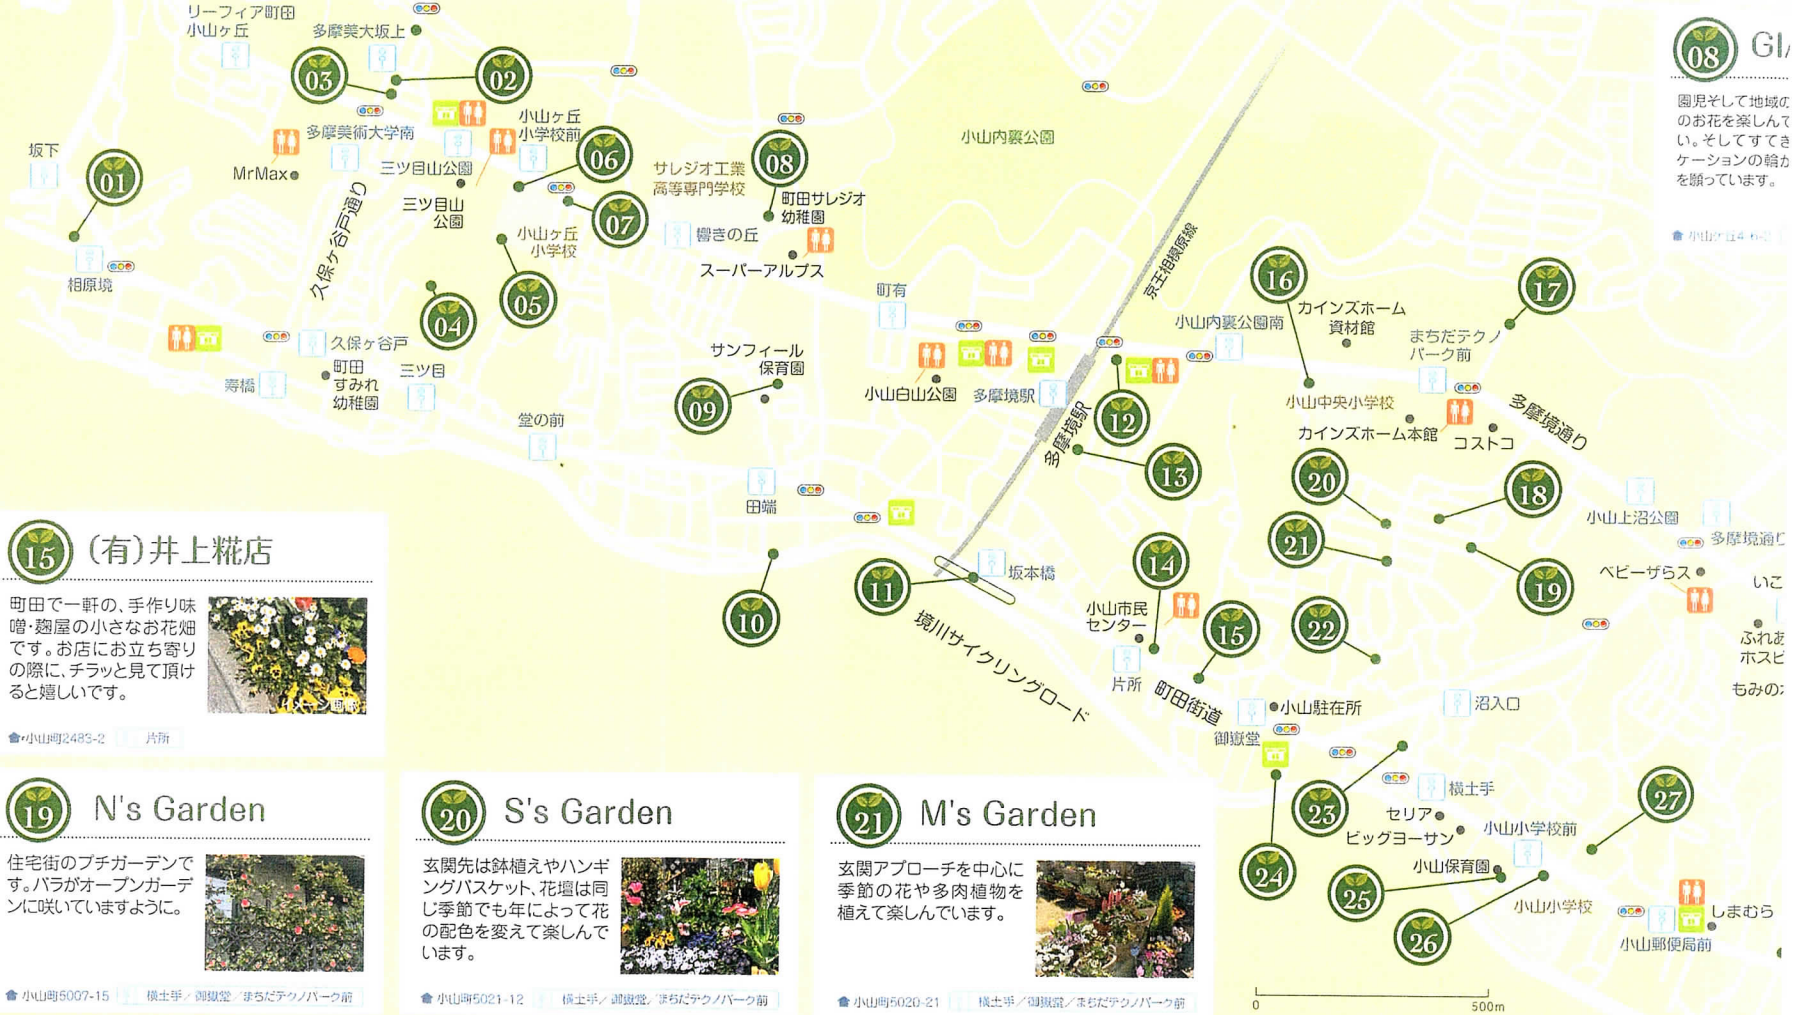 リーフィア町田
小山ヶ丘
多摩美大坂上
03
02
多摩美術大学南
小山ヶ丘
小学校前
坂下
01
MrMax
三ツ目山公園
三ツ目山
公園
06
07
サレジオ工業
高等専門学校
08
町田サレジオ
幼稚園
小山内裏公園
久保ヶ谷戸通り
小山ヶ丘
小学校
スーパーアルプス
相原境
04
05
久保ヶ谷戸
町田
すみれ
幼稚園
寿橋
三ツ目
堂の前
サンフィール
保育園
09
町有
小山白山公園
多摩境駅
多摩境駅
京王相模原線
小山内裏公園南
16
カインズホーム
資材館
17
まちだテクノ
パーク前
小山中央小学校
カインズホーム本館
コストコ
多摩境通り
12
13
田端
10
11
坂本橋
境川サイクリングロード
14
小山市民
センター
片所
15
町田街道
20
18
21
19
22
小山上沼公園
多摩境通り
ベビーザらス
いこ
ふれあ
ホスピ
沼入口
小山駐在所
御嶽堂
23
24
横土手
セリア
ビッグヨーサン
小山小学校前
小山保育園
25
26
27
小山小学校
しまむら
小山郵便局前
0
500m
08
園児そして地域の
のお花を楽しんで
い。そしてすてき
ケーションの輪が
を願っています。
15 (有)井上糀店
町田で一軒の、手作り味
噌・麹屋の小さなお花畑
です。お店にお立ち寄り
の際に、チラッと見て頂け
ると嬉しいです。
イメージ画像
小山町2483-2 片所
19 N's Garden
住宅街のプチガーデンで
す。バラがオープンガーデ
ンに咲いていますように。
小山町5007-15 横土手／御嶽堂／まちだテクノパーク前
20 S's Garden
玄関先は鉢植えやハンギ
ングバスケット、花壇は同
じ季節でも年によって花
の配色を変えて楽しんで
います。
小山町5021-12 横土手／御嶽堂／まちだテクノパーク前
21 M's Garden
玄関アプローチを中心に
季節の花や多肉植物を
植えて楽しんでいます。
小山町5020-21 横土手／御嶽堂／まちだテクノパーク前